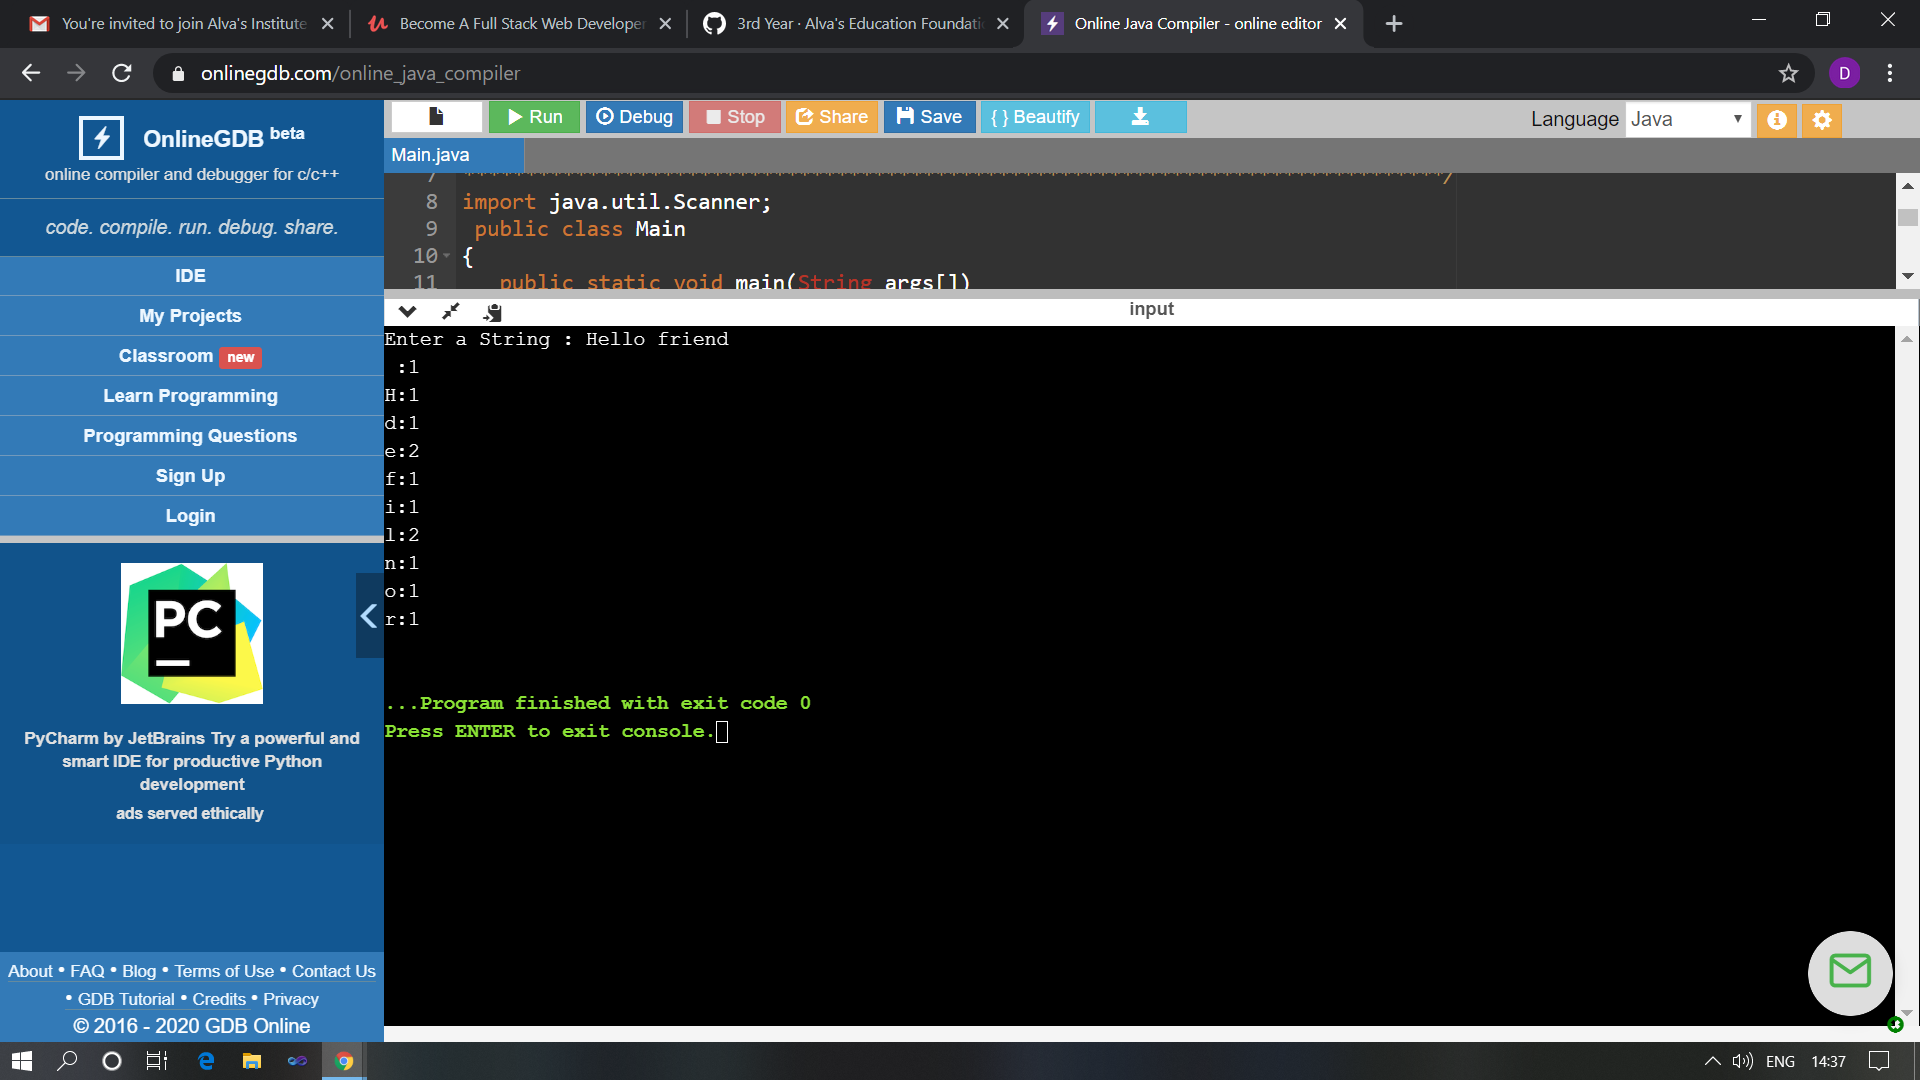 You're invited to join Alva's Institute
Become A Full Stack Web Developer
3rd Year · Alva's Education Foundati
Online Java Compiler - online editor
onlinegdb.com/online_java_compiler
D
OnlineGDB beta
online compiler and debugger for c/c++
code. compile. run. debug. share.
IDE
My Projects
Classroom new
Learn Programming
Programming Questions
Sign Up
Login
PC
PyCharm by JetBrains Try a powerful and
smart IDE for productive Python
development
ads served ethically
About • FAQ • Blog • Terms of Use • Contact Us
• GDB Tutorial • Credits • Privacy
© 2016 - 2020 GDB Online
Run Debug Stop Share Save { } Beautify
Language Java
Main.java
8 import java.util.Scanner;
9 public class Main
10 {
11 public static void main(String args[])
input
Enter a String : Hello friend
 :1
H:1
d:1
e:2
f:1
i:1
l:2
n:1
o:1
r:1
...Program finished with exit code 0
Press ENTER to exit console.
ENG 14:37